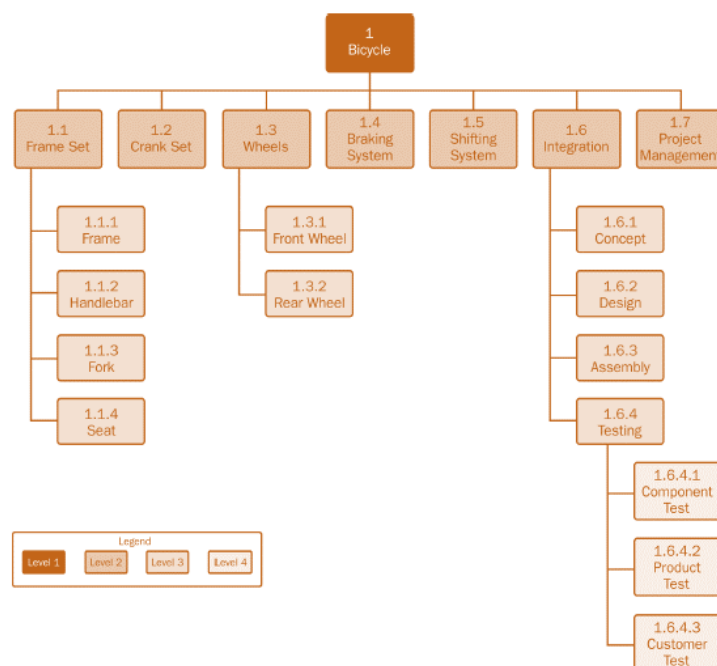 1
Bicycle
1.1
Frame Set
1.2
Crank Set
1.3
Wheels
1.4
Braking
System
1.5
Shifting
System
1.6
Integration
1.7
Project
Management
1.1.1
Frame
1.1.2
Handlebar
1.1.3
Fork
1.1.4
Seat
1.3.1
Front Wheel
1.3.2
Rear Wheel
1.6.1
Concept
1.6.2
Design
1.6.3
Assembly
1.6.4
Testing
1.6.4.1
Component
Test
1.6.4.2
Product
Test
1.6.4.3
Customer
Test
Legend
Level 1
Level 2
Level 3
Level 4